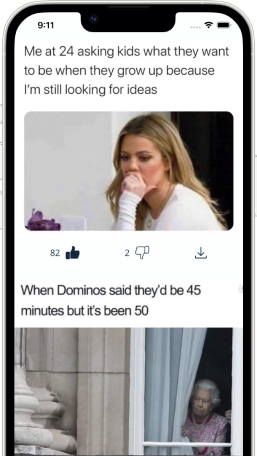 9:11
Me at 24 asking kids what they want
to be when they grow up because
I'm still looking for ideas
82
2
When Dominos said they'd be 45
minutes but it's been 50